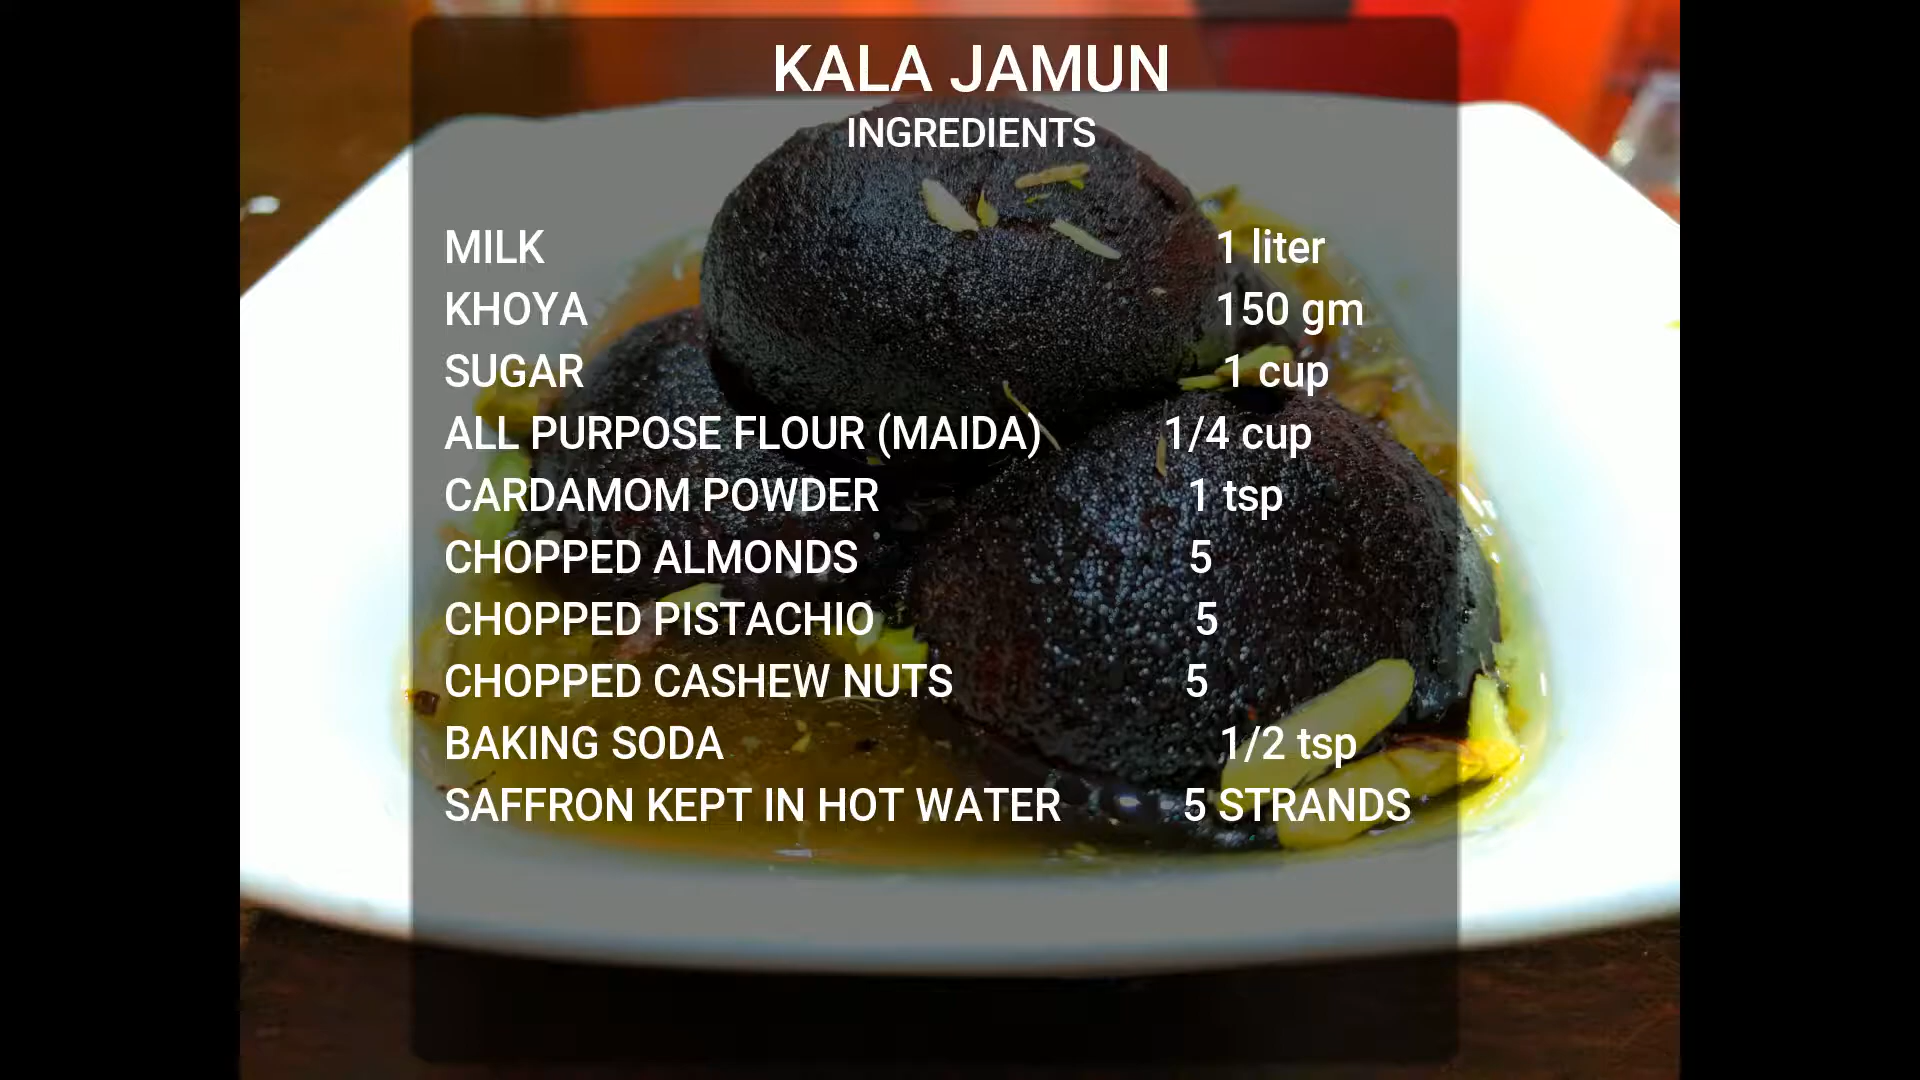 KALA JAMUN
INGREDIENTS
MILK 1 liter
KHOYA 150 gm
SUGAR 1 cup
ALL PURPOSE FLOUR (MAIDA) 1/4 cup
CARDAMOM POWDER 1 tsp
CHOPPED ALMONDS 5
CHOPPED PISTACHIO 5
CHOPPED CASHEW NUTS 5
BAKING SODA 1/2 tsp
SAFFRON KEPT IN HOT WATER 5 STRANDS